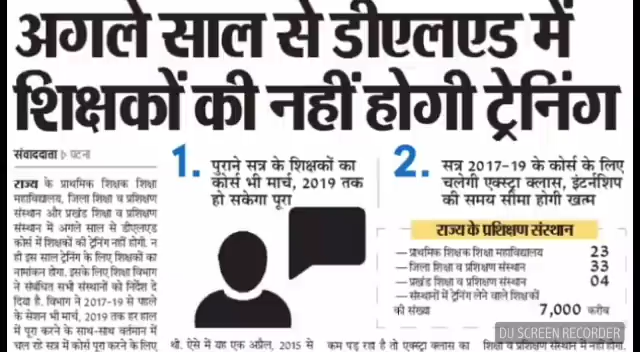 अगले साल से डीएलएड में
शिक्षकों की नहीं होगी ट्रेनिंग
संवाददाता ▷ पटना
राज्य के प्राथमिक शिक्षक शिक्षा
महाविद्यालय, जिला शिक्षा व प्रशिक्षण
संस्थान और प्रखंड शिक्षा व प्रशिक्षण
संस्थान में अगले साल से डीएलएड
कोर्स में शिक्षकों की ट्रेनिंग नहीं होगी. न
ही इस साल ट्रेनिंग के लिए शिक्षकों का
नामांकन होगा. इसके लिए शिक्षा विभाग
ने संबंधित सभी संस्थानों को निर्देश दे
दिया है. विभाग ने 2017-19 से पहले
के सेशन भी मार्च, 2019 तक हर हाल
में पूरा करने के साथ-साथ वर्तमान में
चल रहे सत्र में कोर्स पूरा करने के लिए
1. पुराने सत्र के शिक्षकों का
कोर्स भी मार्च, 2019 तक
हो सकेगा पूरा
2. सत्र 2017-19 के कोर्स के लिए
चलेगी एक्स्ट्रा क्लास, इंटर्नशिप
की समय सीमा होगी खत्म
राज्य के प्रशिक्षण संस्थान
—प्राथमिक शिक्षक शिक्षा महाविद्यालय 23
—जिला शिक्षा व प्रशिक्षण संस्थान 33
—प्रखंड शिक्षा व प्रशिक्षण संस्थान 04
—संस्थानों में ट्रेनिंग लेने वाले शिक्षकों
की संख्या 7,000 करीब
थी. ऐसे में यह एक अप्रैल, 2015 से
कम पड़ रहा है तो एक्स्ट्रा क्लास का
शिक्षा व प्रशिक्षण संस्थान में नहीं होगा.
DU SCREEN RECORDER